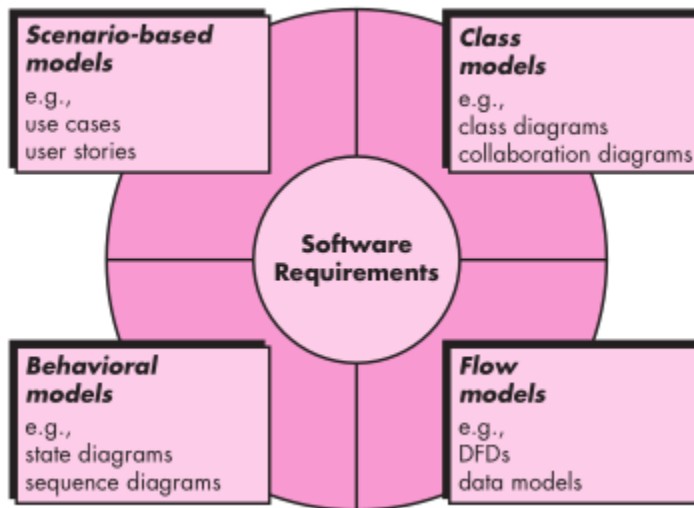 Scenario-based
models
e.g.,
use cases
user stories
Class
models
e.g.,
class diagrams
collaboration diagrams
Software
Requirements
Behavioral
models
e.g.,
state diagrams
sequence diagrams
Flow
models
e.g.,
DFDs
data models